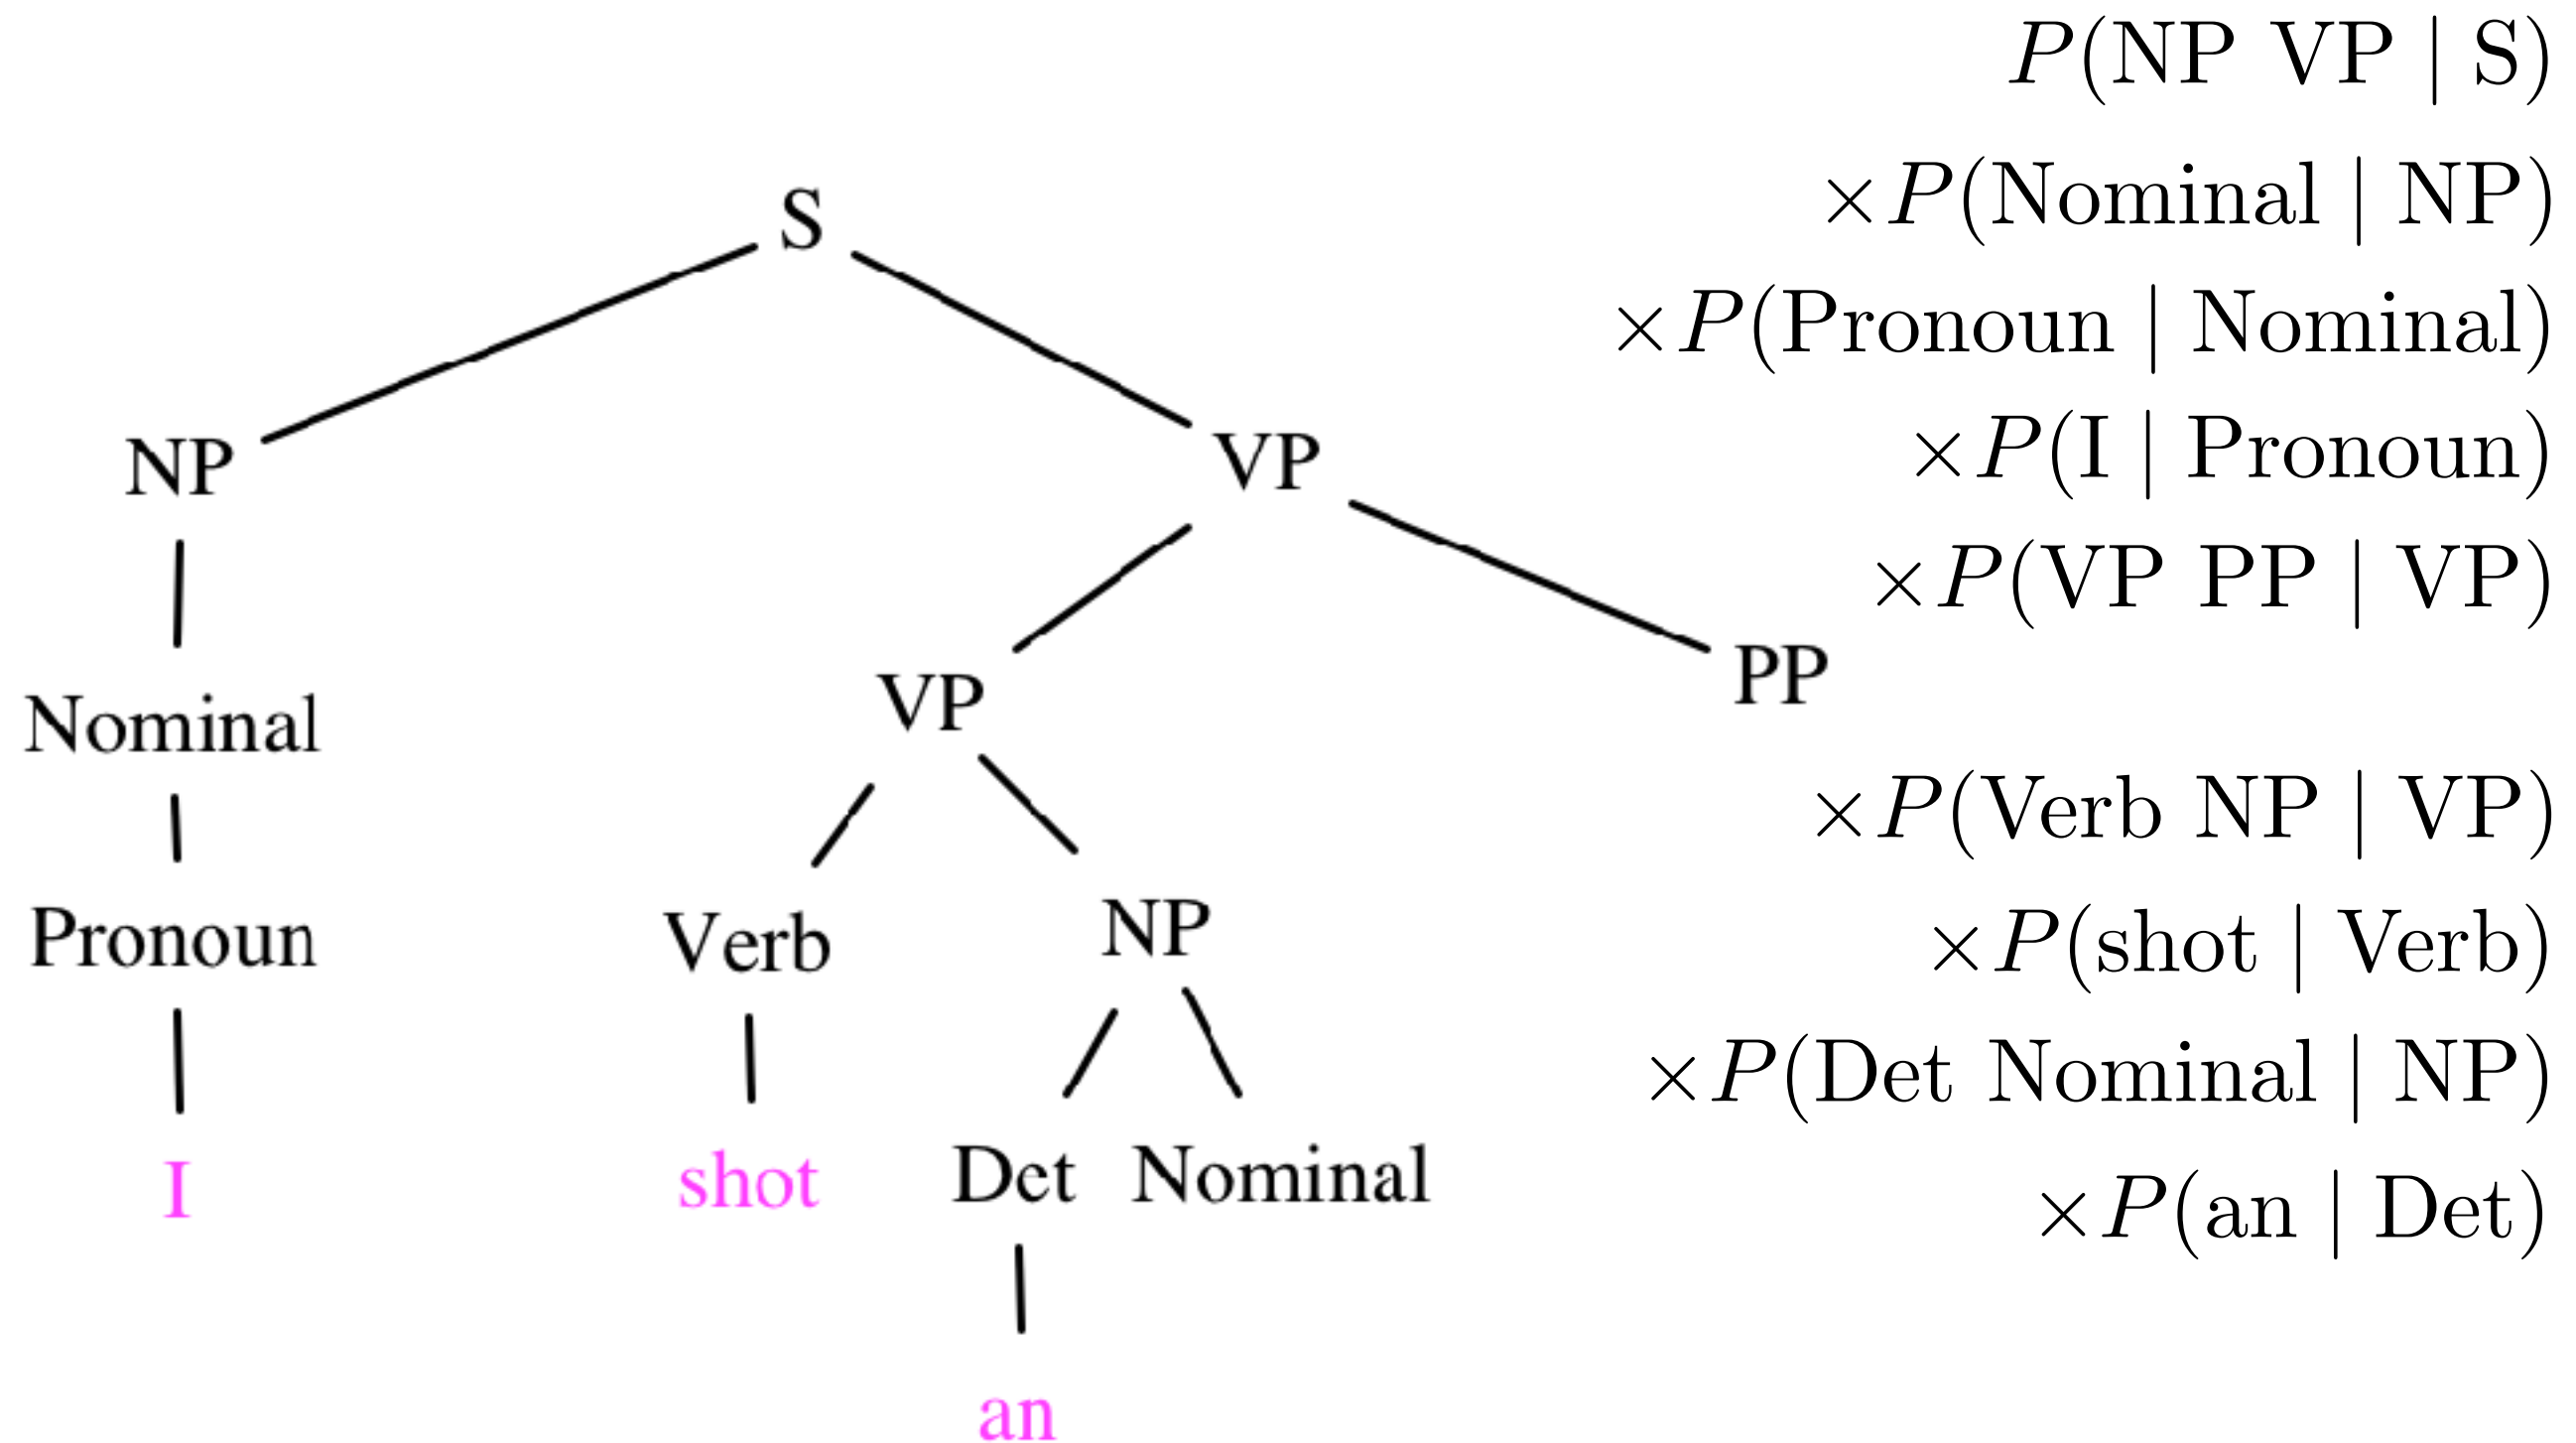 P(NP VP | S)
×P(Nominal | NP)
S
×P(Pronoun | Nominal)
NP VP ×P(I | Pronoun)
×P(VP PP | VP)
Nominal VP PP
×P(Verb NP | VP)
Pronoun Verb NP ×P(shot | Verb)
×P(Det Nominal | NP)
I shot Det Nominal ×P(an | Det)
an